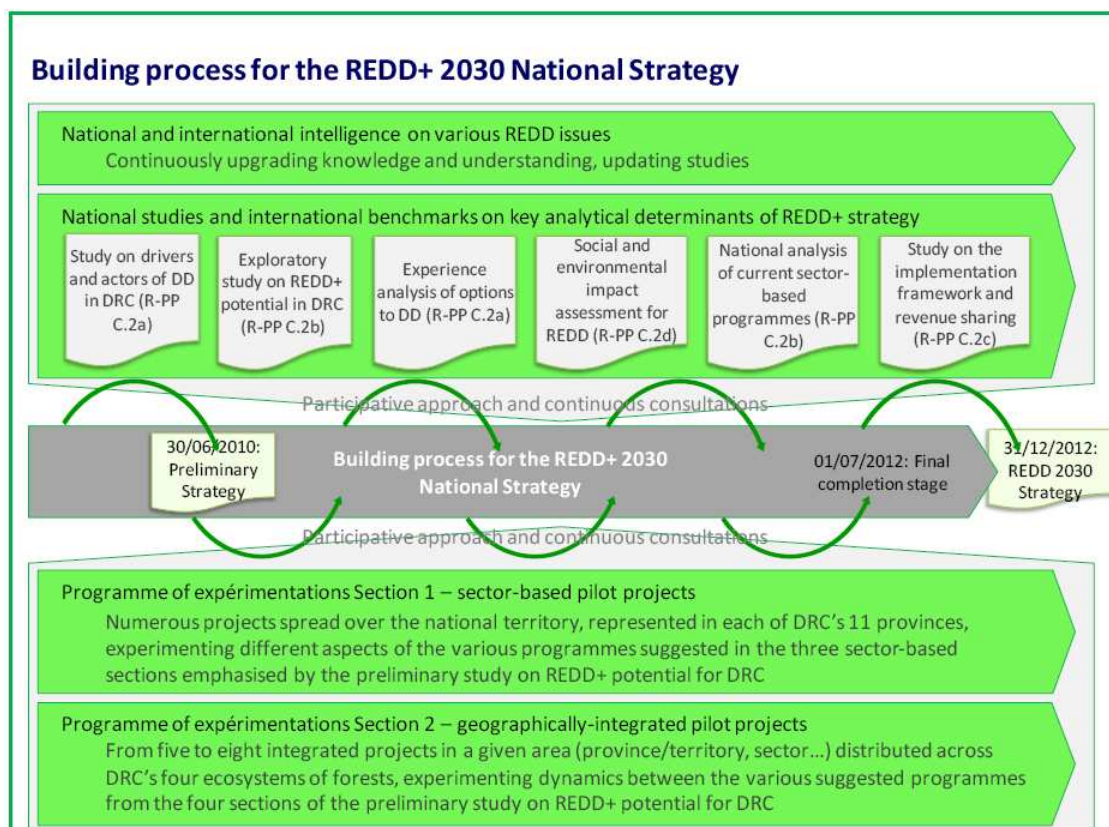 Building process for the REDD+ 2030 National Strategy
National and international intelligence on various REDD issues
Continuously upgrading knowledge and understanding, updating studies
National studies and international benchmarks on key analytical determinants of REDD+ strategy
Study on drivers
and actors of DD
in DRC (R-PP
C.2a)
Exploratory
study on REDD+
potential in DRC
(R-PP C.2b)
Experience
analysis of options
to DD (R-PP C.2a)
Social and
environmental
impact
assessment for
REDD (R-PP C.2d)
National analysis
of current sector-
based
programmes (R-PP
C.2b)
Study on the
implementation
framework and
revenue sharing
(R-PP C.2c)
Participative approach and continuous consultations
30/06/2010:
Preliminary
Strategy
Building process for the REDD+ 2030
National Strategy
01/07/2012: Final
completion stage
31/12/2012:
REDD 2030
Strategy
Participative approach and continuous consultations
Programme of expérimentations Section 1 – sector-based pilot projects
Numerous projects spread over the national territory, represented in each of DRC's 11 provinces,
experimenting different aspects of the various programmes suggested in the three sector-based
sections emphasised by the preliminary study on REDD+ potential for DRC
Programme of expérimentations Section 2 – geographically-integrated pilot projects
From five to eight integrated projects in a given area (province/territory, sector...) distributed across
DRC's four ecosystems of forests, experimenting dynamics between the various suggested programmes
from the four sections of the preliminary study on REDD+ potential for DRC